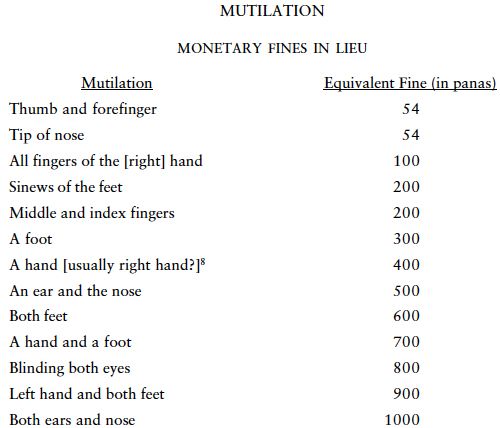 MUTILATION
MONETARY FINES IN LIEU
Mutilation Equivalent Fine (in panas)
Thumb and forefinger 54
Tip of nose 54
All fingers of the [right] hand 100
Sinews of the feet 200
Middle and index fingers 200
A foot 300
A hand [usually right hand?]⁸ 400
An ear and the nose 500
Both feet 600
A hand and a foot 700
Blinding both eyes 800
Left hand and both feet 900
Both ears and nose 1000